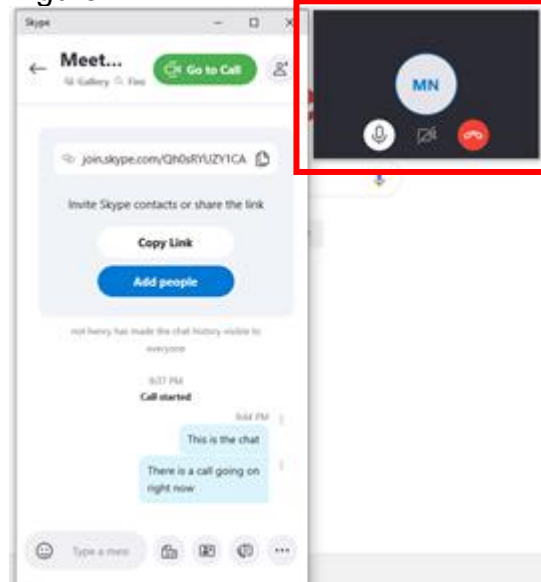 Skype
Meet...
Gallery Find
Go to Call
MN
join.skype.com/Qh0sRYUZY1CA
Invite Skype contacts or share the link
Copy Link
Add people
not henry has made the chat history visible to
everyone
9:37 PM
Call started
9:44 PM
This is the chat
There is a call going on
right now
Type a mess